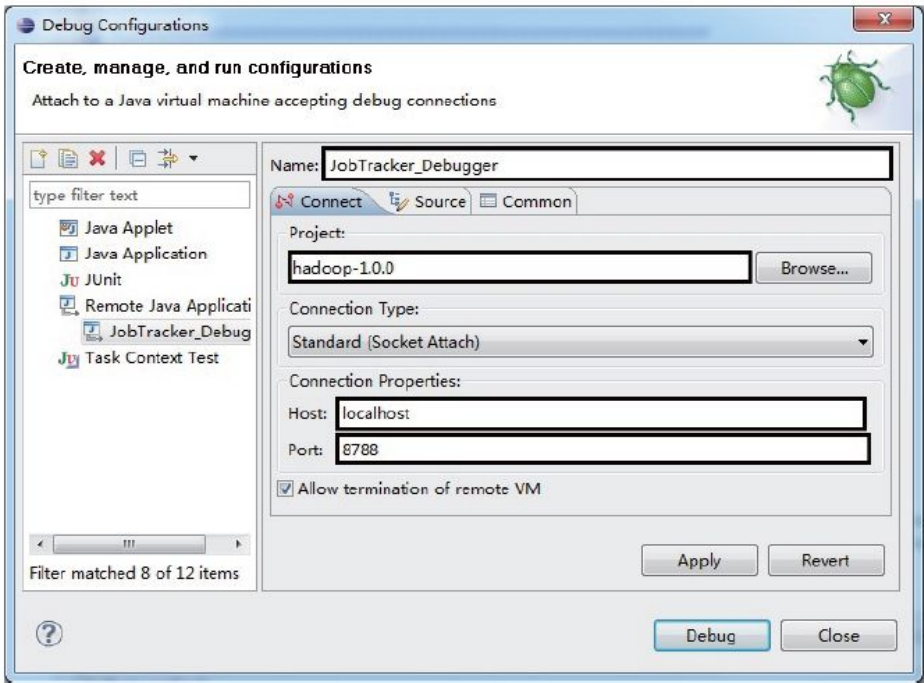 Debug Configurations
Create, manage, and run configurations
Attach to a Java virtual machine accepting debug connections
type filter text
Java Applet
Java Application
JUnit
Remote Java Applicati
JobTracker_Debug
Task Context Test
Filter matched 8 of 12 items
Name: JobTracker_Debugger
Connect Source Common
Project:
hadoop-1.0.0 Browse...
Connection Type:
Standard (Socket Attach)
Connection Properties:
Host: localhost
Port: 8788
Allow termination of remote VM
Apply Revert
Debug Close